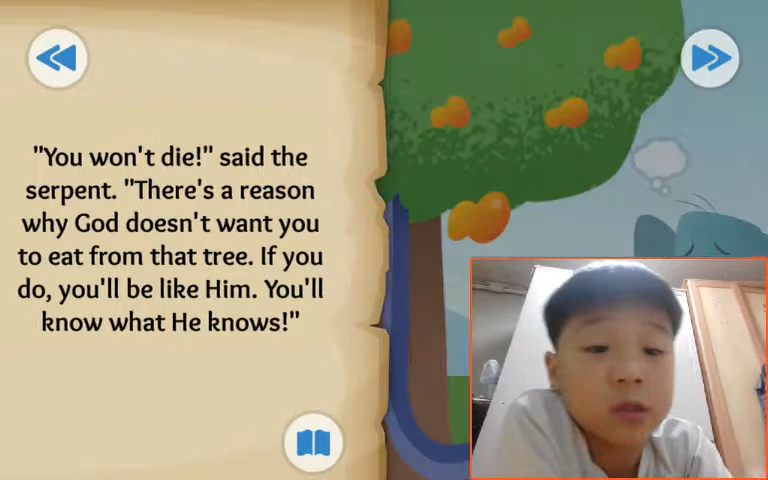 "You won't die!" said the
serpent. "There's a reason
why God doesn't want you
to eat from that tree. If you
do, you'll be like Him. You'll
know what He knows!"